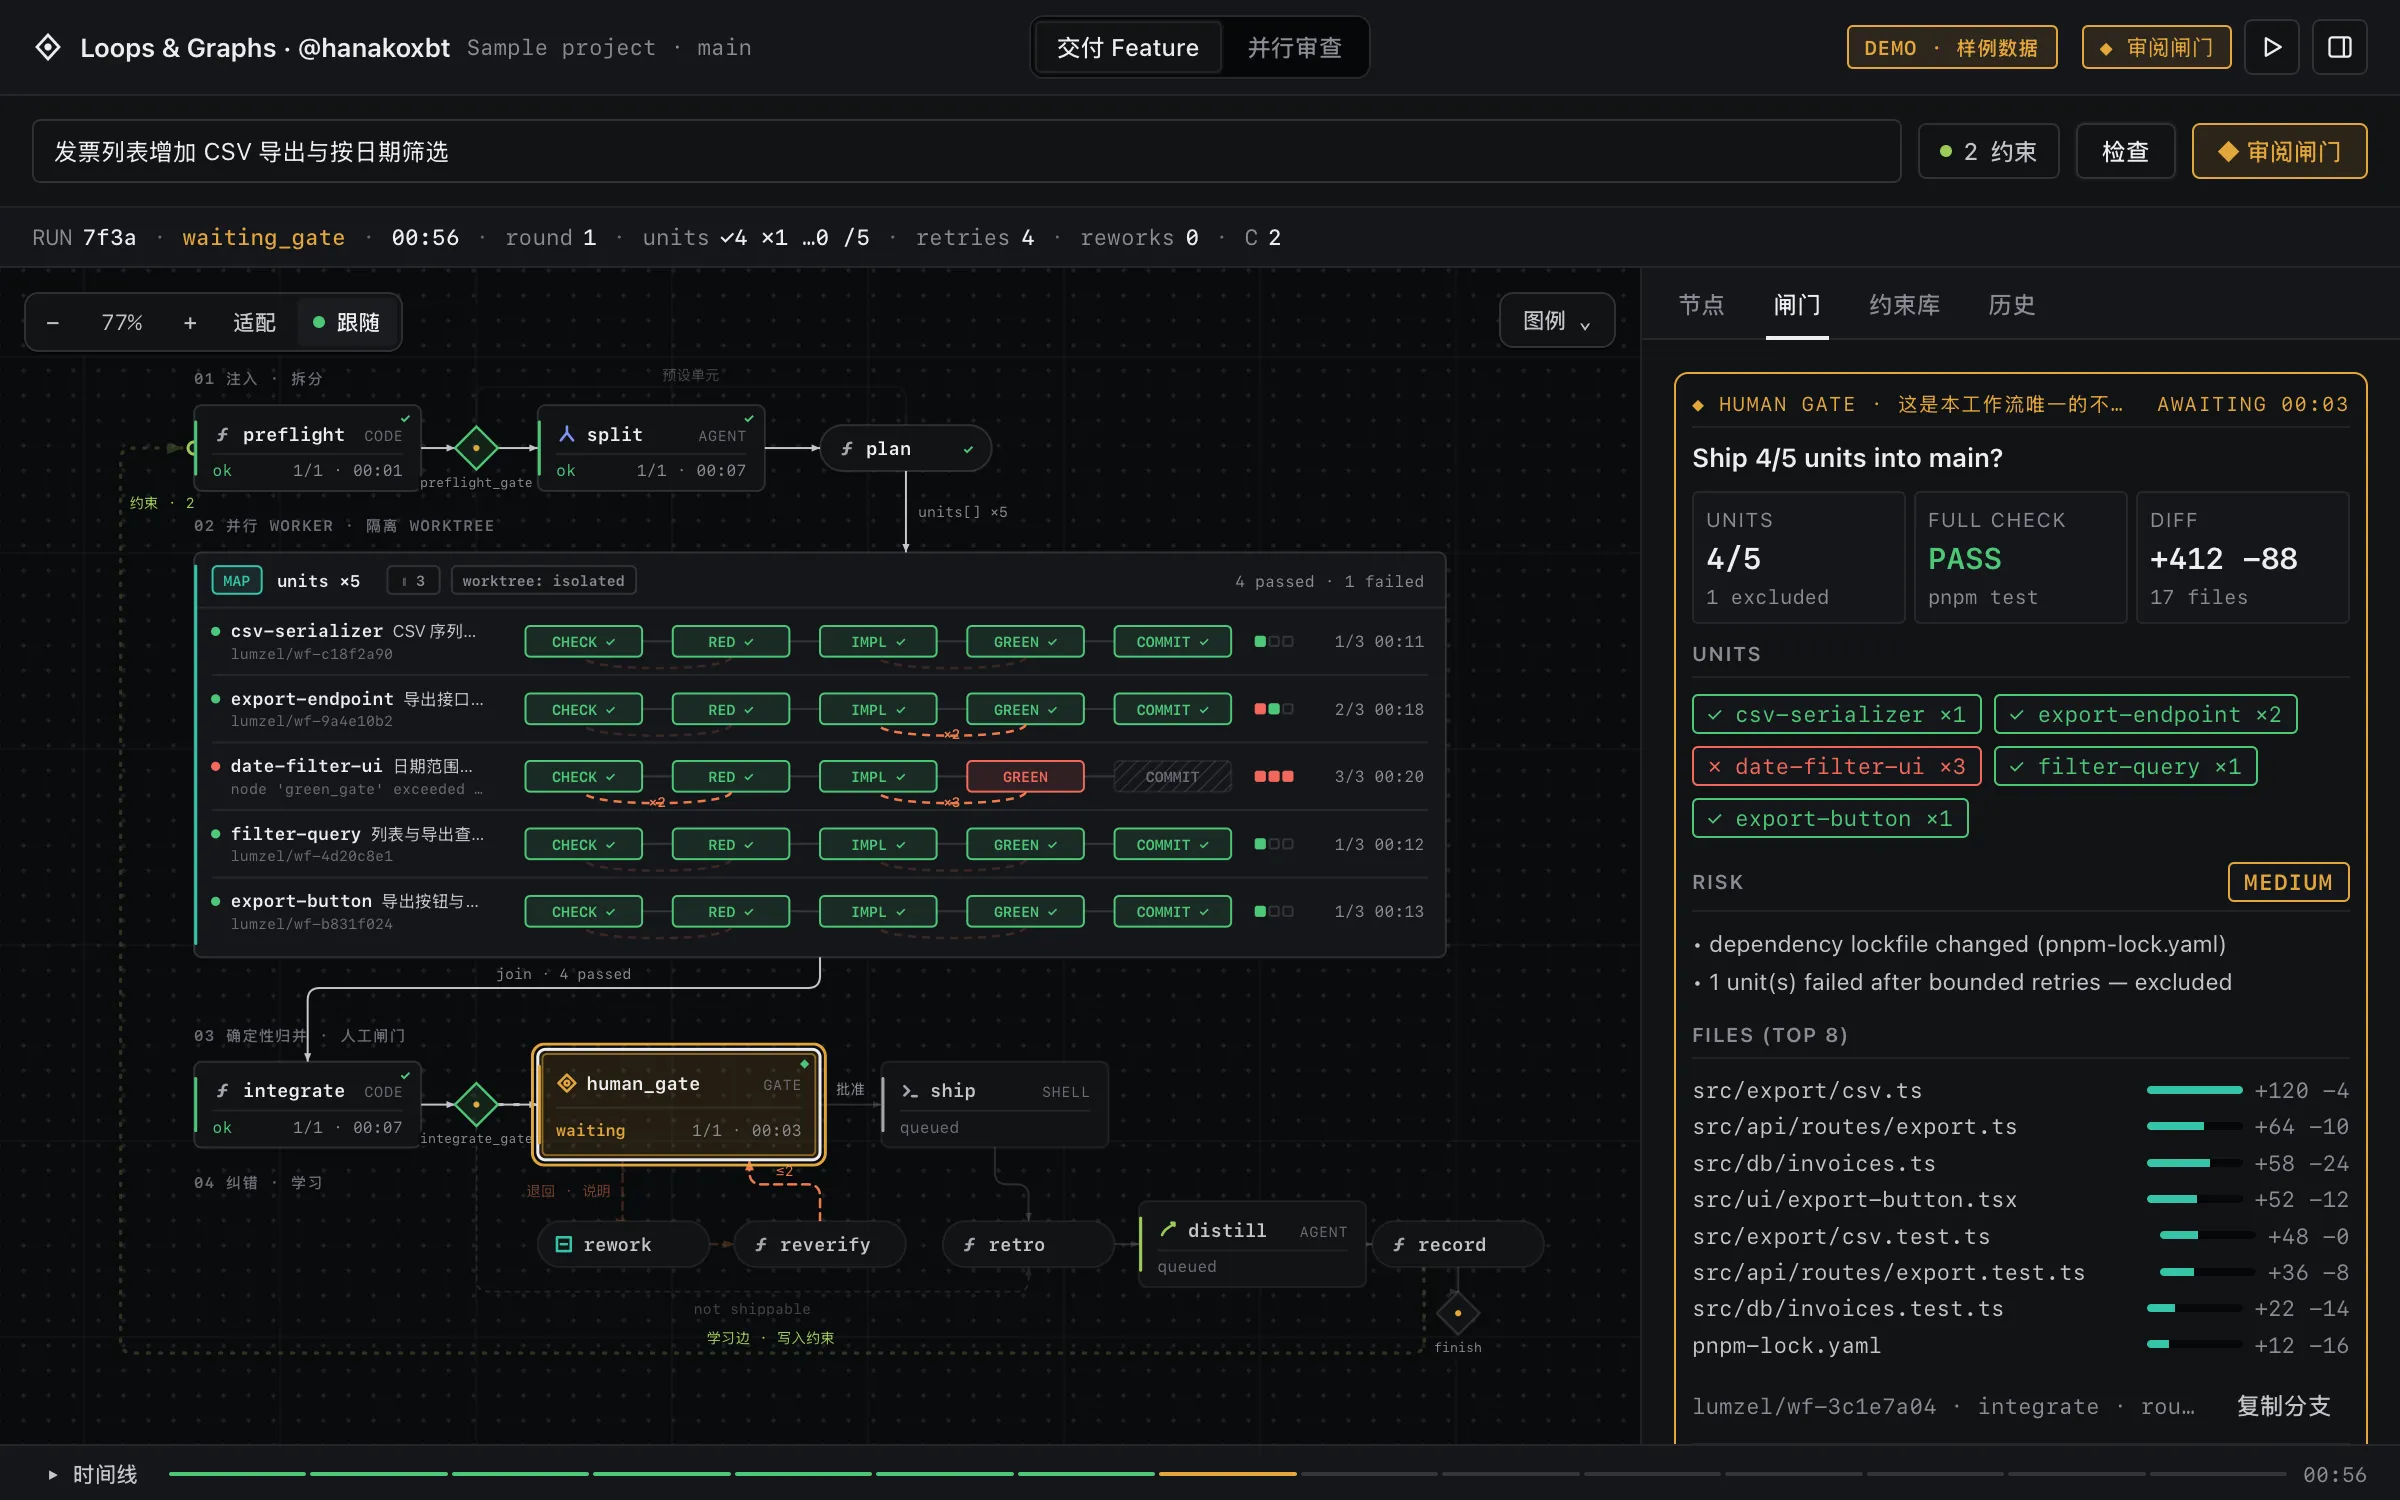 Loops & Graphs · @hanakoxbt Sample project · main
交付 Feature 并行审查
DEMO · 样例数据 ◆ 审阅闸门
发票列表增加 CSV 导出与按日期筛选
2 约束 检查 ◆ 审阅闸门
RUN 7f3a · waiting_gate · 00:56 · round 1 · units ✓4 ×1 …0 /5 · retries 4 · reworks 0 · C 2
− 77% + 适配 跟随
图例
01 注入 · 拆分
预设单元
ƒ preflight CODE ✓
ok 1/1 · 00:01
preflight_gate
split AGENT ✓
ok 1/1 · 00:07
ƒ plan ✓
约束 · 2
units[] ×5
02 并行 WORKER · 隔离 WORKTREE
MAP units ×5 3 worktree: isolated 4 passed · 1 failed
csv-serializer CSV 序列… CHECK ✓ RED ✓ IMPL ✓ GREEN ✓ COMMIT ✓ 1/3 00:11
lumzel/wf-c18f2a90
export-endpoint 导出接口… CHECK ✓ RED ✓ IMPL ✓ GREEN ✓ COMMIT ✓ 2/3 00:18
lumzel/wf-9a4e10b2
×2
date-filter-ui 日期范围… CHECK ✓ RED ✓ IMPL ✓ GREEN COMMIT 3/3 00:20
node 'green_gate' exceeded …
×2 ×3
filter-query 列表与导出查… CHECK ✓ RED ✓ IMPL ✓ GREEN ✓ COMMIT ✓ 1/3 00:12
lumzel/wf-4d20c8e1
export-button 导出按钮与… CHECK ✓ RED ✓ IMPL ✓ GREEN ✓ COMMIT ✓ 1/3 00:13
lumzel/wf-b831f024
join · 4 passed
03 确定性归并 · 人工闸门
ƒ integrate CODE ✓
ok 1/1 · 00:07
integrate_gate
human_gate GATE
waiting 1/1 · 00:03
批准
ship SHELL
queued
04 纠错 · 学习
退回 · 说明
≤2
rework
ƒ reverify
ƒ retro
distill AGENT
queued
ƒ record
not shippable
学习边 · 写入约束
finish
节点 闸门 约束库 历史
◆ HUMAN GATE · 这是本工作流唯一的不… AWAITING 00:03
Ship 4/5 units into main?
UNITS
4/5
1 excluded
FULL CHECK
PASS
pnpm test
DIFF
+412 −88
17 files
UNITS
✓ csv-serializer ×1 ✓ export-endpoint ×2
× date-filter-ui ×3 ✓ filter-query ×1
✓ export-button ×1
RISK MEDIUM
• dependency lockfile changed (pnpm-lock.yaml)
• 1 unit(s) failed after bounded retries — excluded
FILES (TOP 8)
src/export/csv.ts +120 −4
src/api/routes/export.ts +64 −10
src/db/invoices.ts +58 −24
src/ui/export-button.tsx +52 −12
src/export/csv.test.ts +48 −0
src/api/routes/export.test.ts +36 −8
src/db/invoices.test.ts +22 −14
pnpm-lock.yaml +12 −16
lumzel/wf-3c1e7a04 · integrate · rou… 复制分支
▸ 时间线 00:56